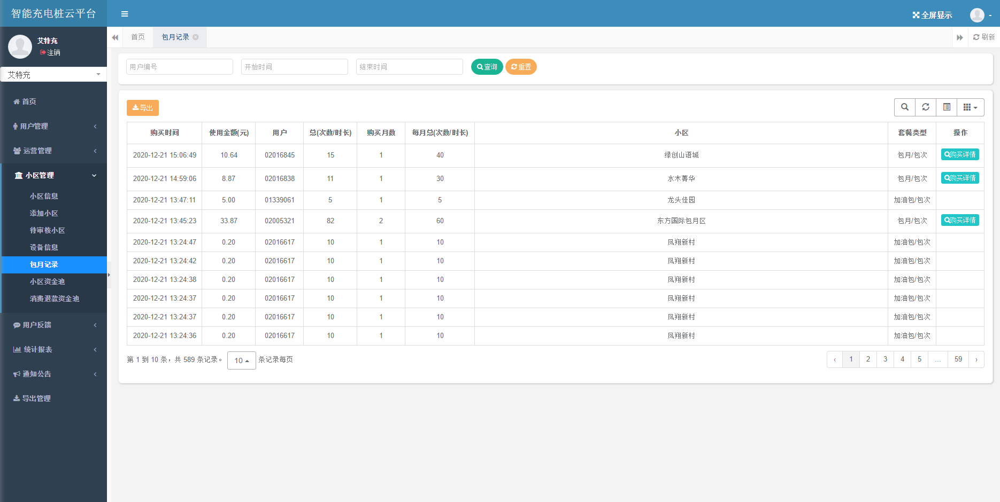 智能充电桩云平台
全屏显示
艾特充
注销
艾特充
首页
用户管理
运营管理
小区管理
小区信息
添加小区
待审核小区
设备信息
包月记录
小区资金池
消费退款资金池
用户反馈
统计报表
通知公告
导出管理
首页 包月记录 刷新
用户编号 开始时间 结束时间 查询 重置
导出
购买时间 使用金额(元) 用户 总(次数/时长) 购买月数 每月总(次数/时长) 小区 套餐类型 操作
2020-12-21 15:06:49 10.64 02016845 15 1 40 绿创山语城 包月/包次 购买详情
2020-12-21 14:59:06 8.87 02016838 11 1 30 水木菁华 包月/包次 购买详情
2020-12-21 13:47:11 5.00 01339061 5 1 5 龙头佳园 加油包/包次
2020-12-21 13:45:23 33.87 02005321 82 2 60 东方国际包月区 包月/包次 购买详情
2020-12-21 13:24:47 0.20 02016617 10 1 10 凤翔新村 加油包/包次
2020-12-21 13:24:42 0.20 02016617 10 1 10 凤翔新村 加油包/包次
2020-12-21 13:24:38 0.20 02016617 10 1 10 凤翔新村 加油包/包次
2020-12-21 13:24:37 0.20 02016617 10 1 10 凤翔新村 加油包/包次
2020-12-21 13:24:37 0.20 02016617 10 1 10 凤翔新村 加油包/包次
2020-12-21 13:24:36 0.20 02016617 10 1 10 凤翔新村 加油包/包次
第 1 到 10 条，共 589 条记录。 10 条记录每页 ‹ 1 2 3 4 5 ... 59 ›